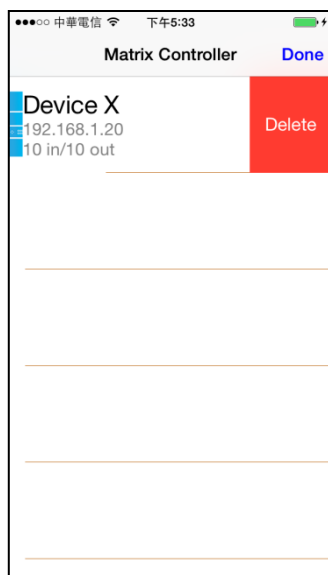 中華電信 下午5:33
Matrix Controller Done
Device X
192.168.1.20
10 in/10 out
Delete